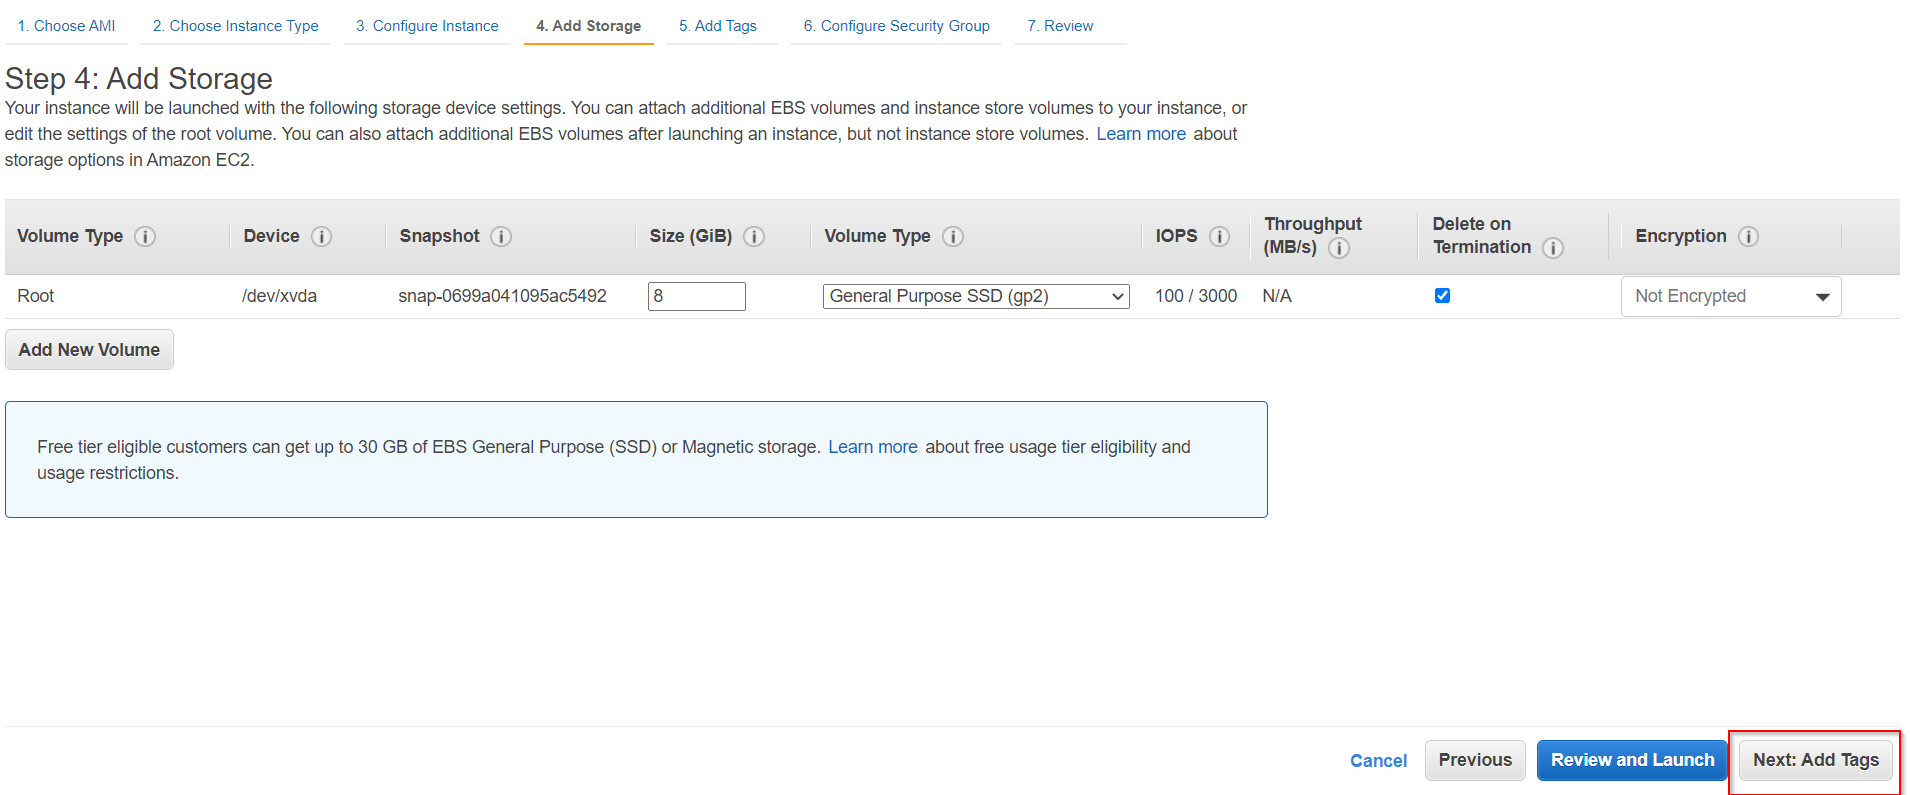 1. Choose AMI 2. Choose Instance Type 3. Configure Instance 4. Add Storage 5. Add Tags 6. Configure Security Group 7. Review
Step 4: Add Storage
Your instance will be launched with the following storage device settings. You can attach additional EBS volumes and instance store volumes to your instance, or
edit the settings of the root volume. You can also attach additional EBS volumes after launching an instance, but not instance store volumes. Learn more about
storage options in Amazon EC2.
Volume Type i Device i Snapshot i Size (GiB) i Volume Type i IOPS i Throughput (MB/s) i Delete on Termination i Encryption i
Root /dev/xvda snap-0699a041095ac5492 8 General Purpose SSD (gp2) 100 / 3000 N/A Not Encrypted
Add New Volume
Free tier eligible customers can get up to 30 GB of EBS General Purpose (SSD) or Magnetic storage. Learn more about free usage tier eligibility and
usage restrictions.
Cancel Previous Review and Launch Next: Add Tags